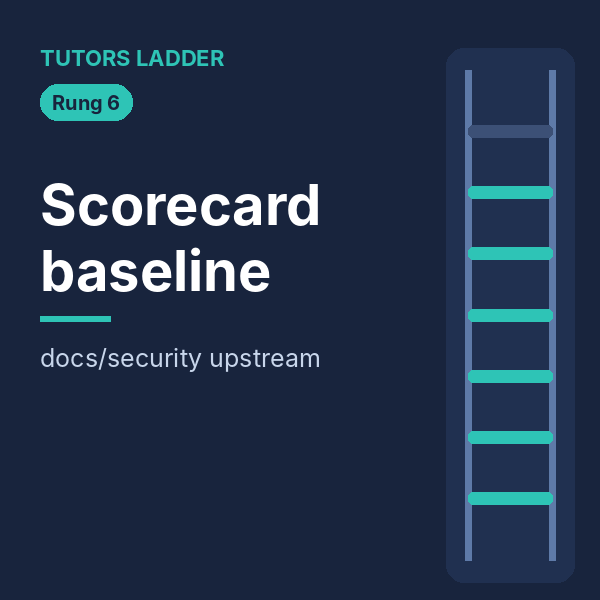 TUTORS LADDER
Rung 6
Scorecard
baseline
docs/security upstream